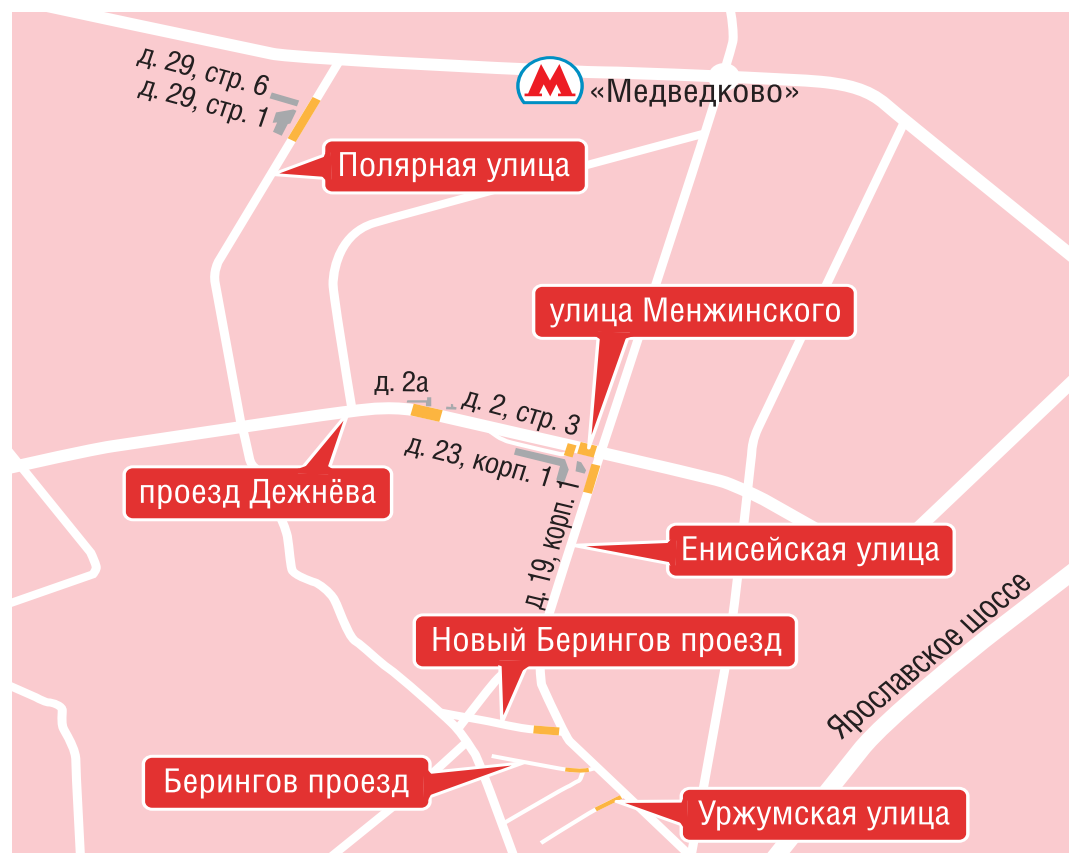 д. 29, стр. 6
д. 29, стр. 1
М
«Медведково»
Полярная улица
улица Менжинского
д. 2а
д. 2, стр. 3
д. 23, корп. 1
проезд Дежнёва
д. 19, корп. 1
Енисейская улица
Ярославское шоссе
Новый Берингов проезд
Берингов проезд
Уржумская улица